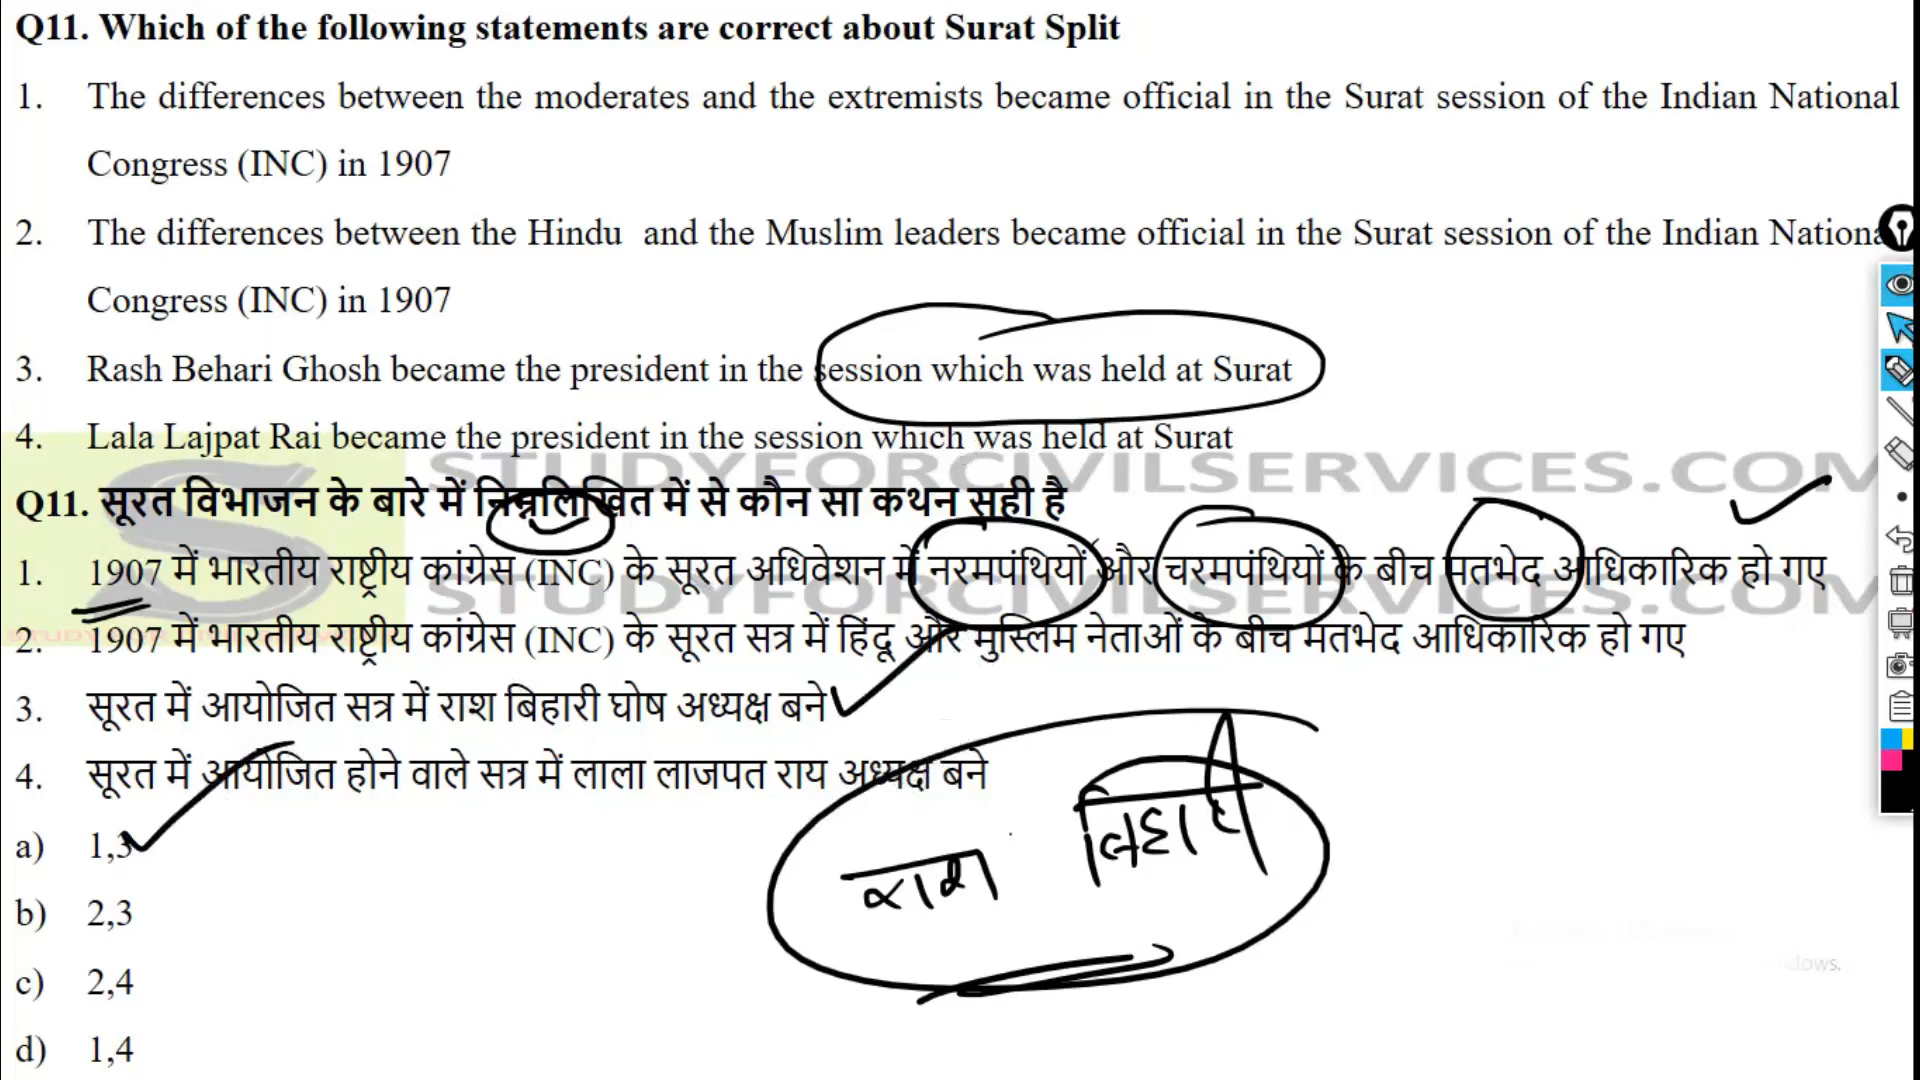 Q11. Which of the following statements are correct about Surat Split
1. The differences between the moderates and the extremists became official in the Surat session of the Indian National
Congress (INC) in 1907
2. The differences between the Hindu and the Muslim leaders became official in the Surat session of the Indian National
Congress (INC) in 1907
3. Rash Behari Ghosh became the president in the session which was held at Surat
4. Lala Lajpat Rai became the president in the session which was held at Surat
STUDYFORCIVILSERVICES.COM
Q11. सूरत विभाजन के बारे में निम्नलिखित में से कौन सा कथन सही है
1. 1907 में भारतीय राष्ट्रीय कांग्रेस (INC) के सूरत अधिवेशन में नरमपंथियों और चरमपंथियों के बीच मतभेद आधिकारिक हो गए
STUDYFORCIVILSERVICES.COM
2. 1907 में भारतीय राष्ट्रीय कांग्रेस (INC) के सूरत सत्र में हिंदू और मुस्लिम नेताओं के बीच मतभेद आधिकारिक हो गए
3. सूरत में आयोजित सत्र में राश बिहारी घोष अध्यक्ष बने
4. सूरत में आयोजित होने वाले सत्र में लाला लाजपत राय अध्यक्ष बने
a) 1,3
राश बिहारी
b) 2,3
c) 2,4
d) 1,4